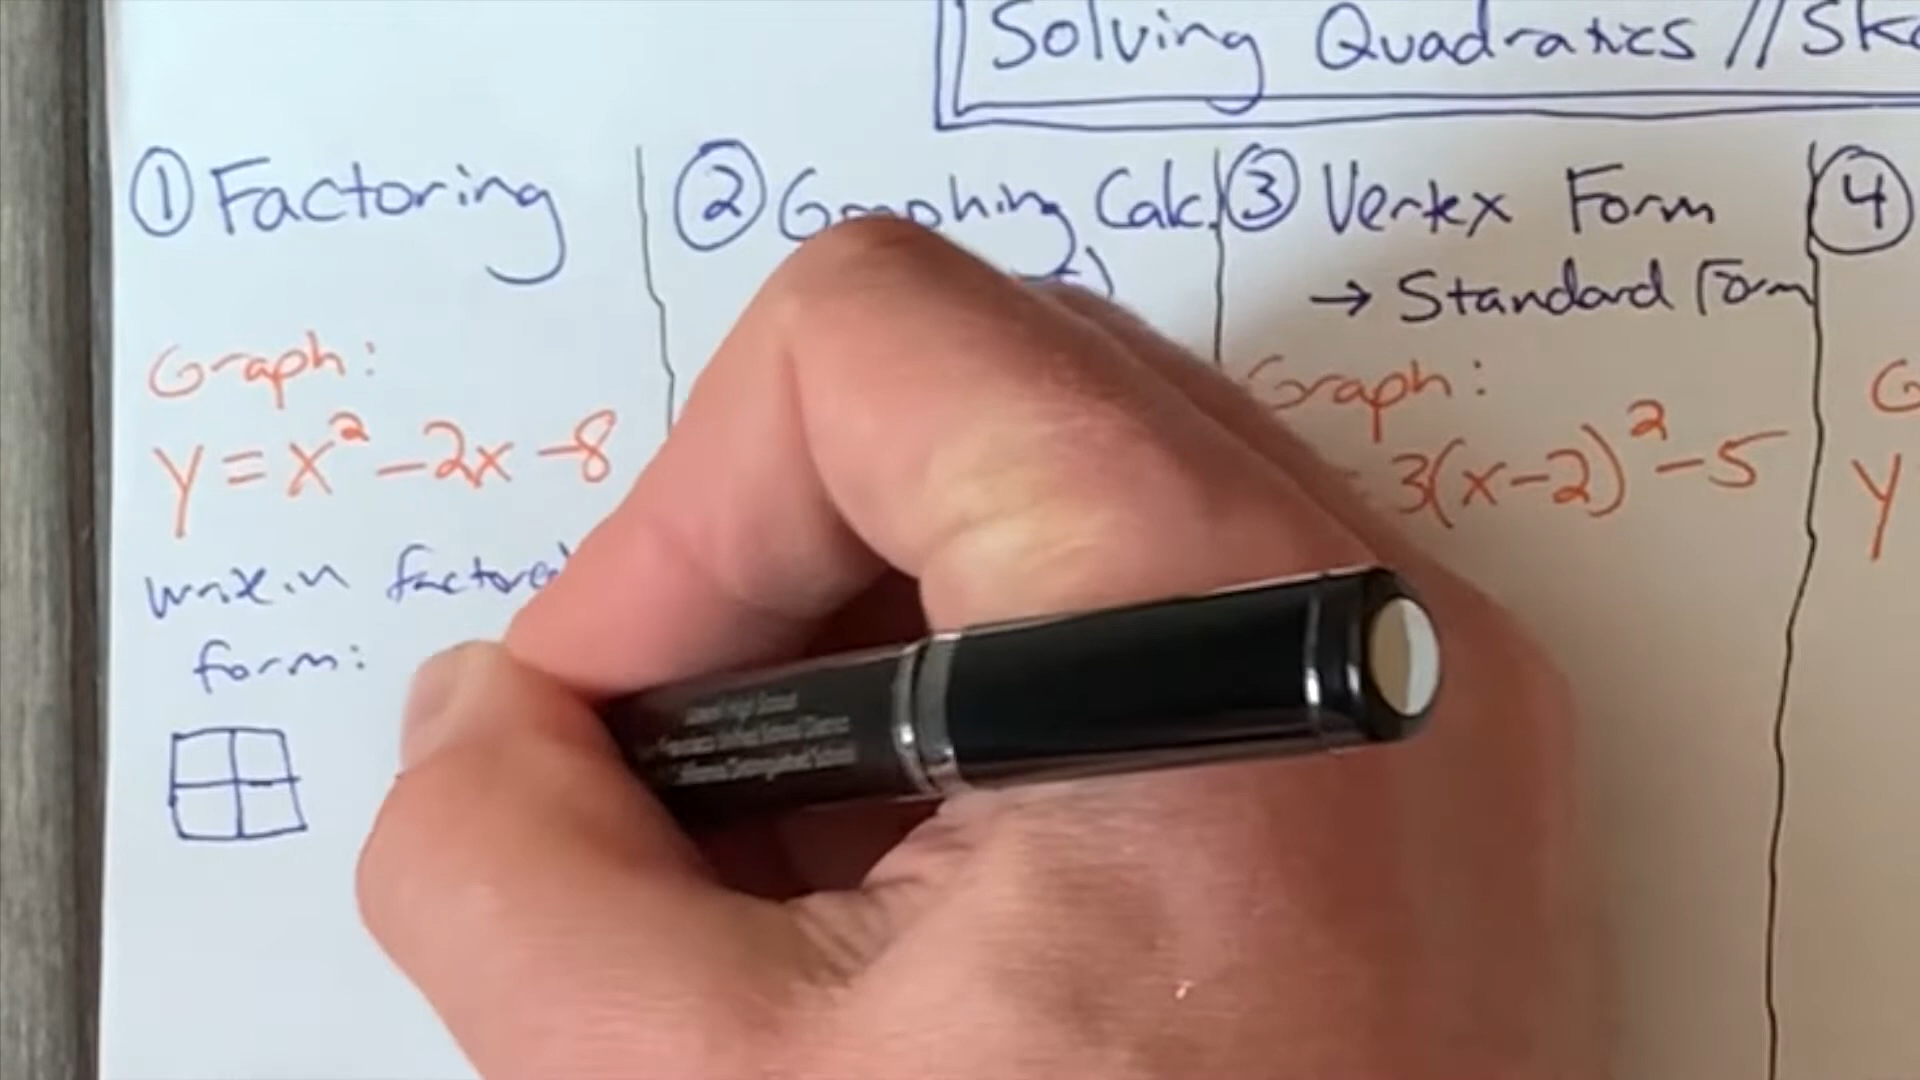 Solving Quadratics //
① Factoring
Graph:
y = x² - 2x - 8
write in factored
form:
② Graphing Calc.
③ Vertex Form
→ Standard Form
Graph:
3(x-2)² - 5
④
G
y